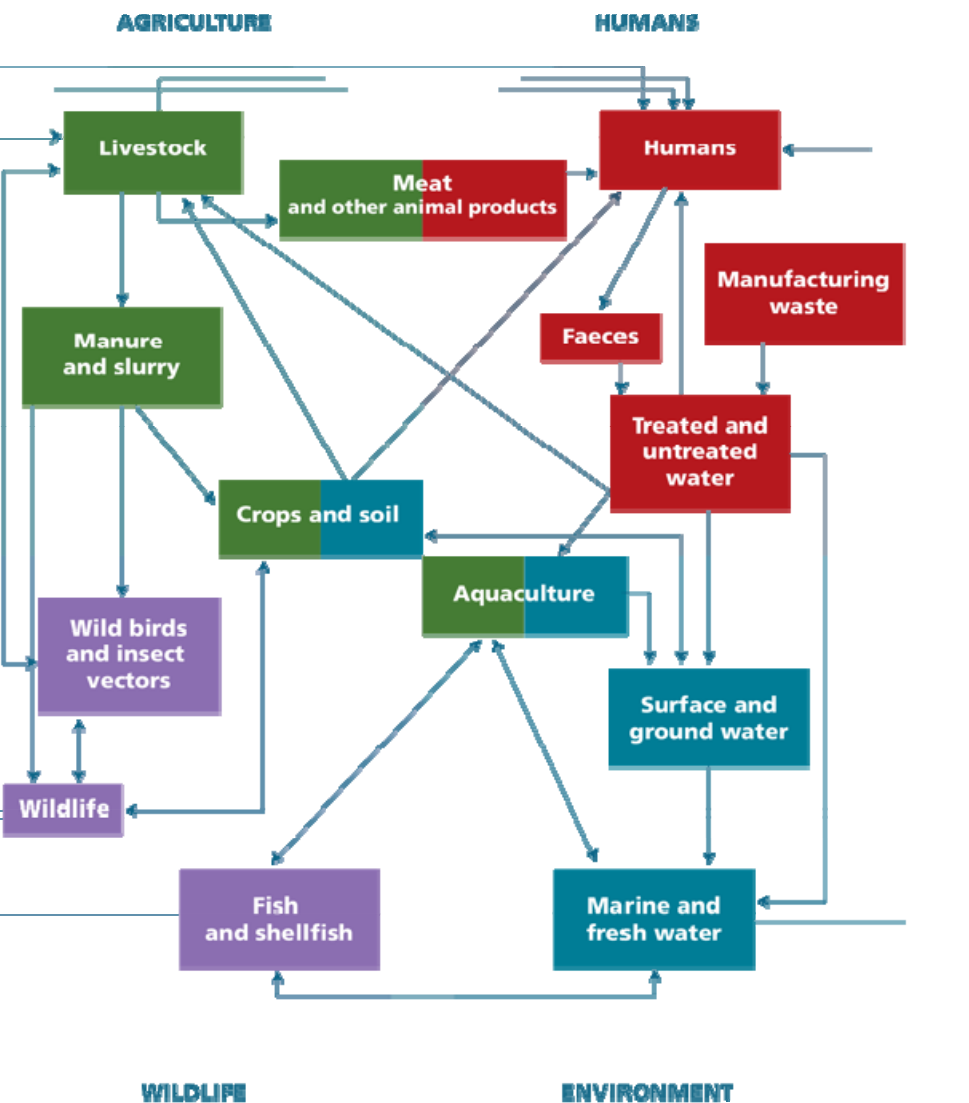 AGRICULTURE
HUMANS
Livestock
Humans
Meat
and other animal products
Manufacturing
waste
Manure
and slurry
Faeces
Treated and
untreated
water
Crops and soil
Aquaculture
Wild birds
and insect
vectors
Surface and
ground water
Wildlife
Fish
and shellfish
Marine and
fresh water
WILDLIFE
ENVIRONMENT